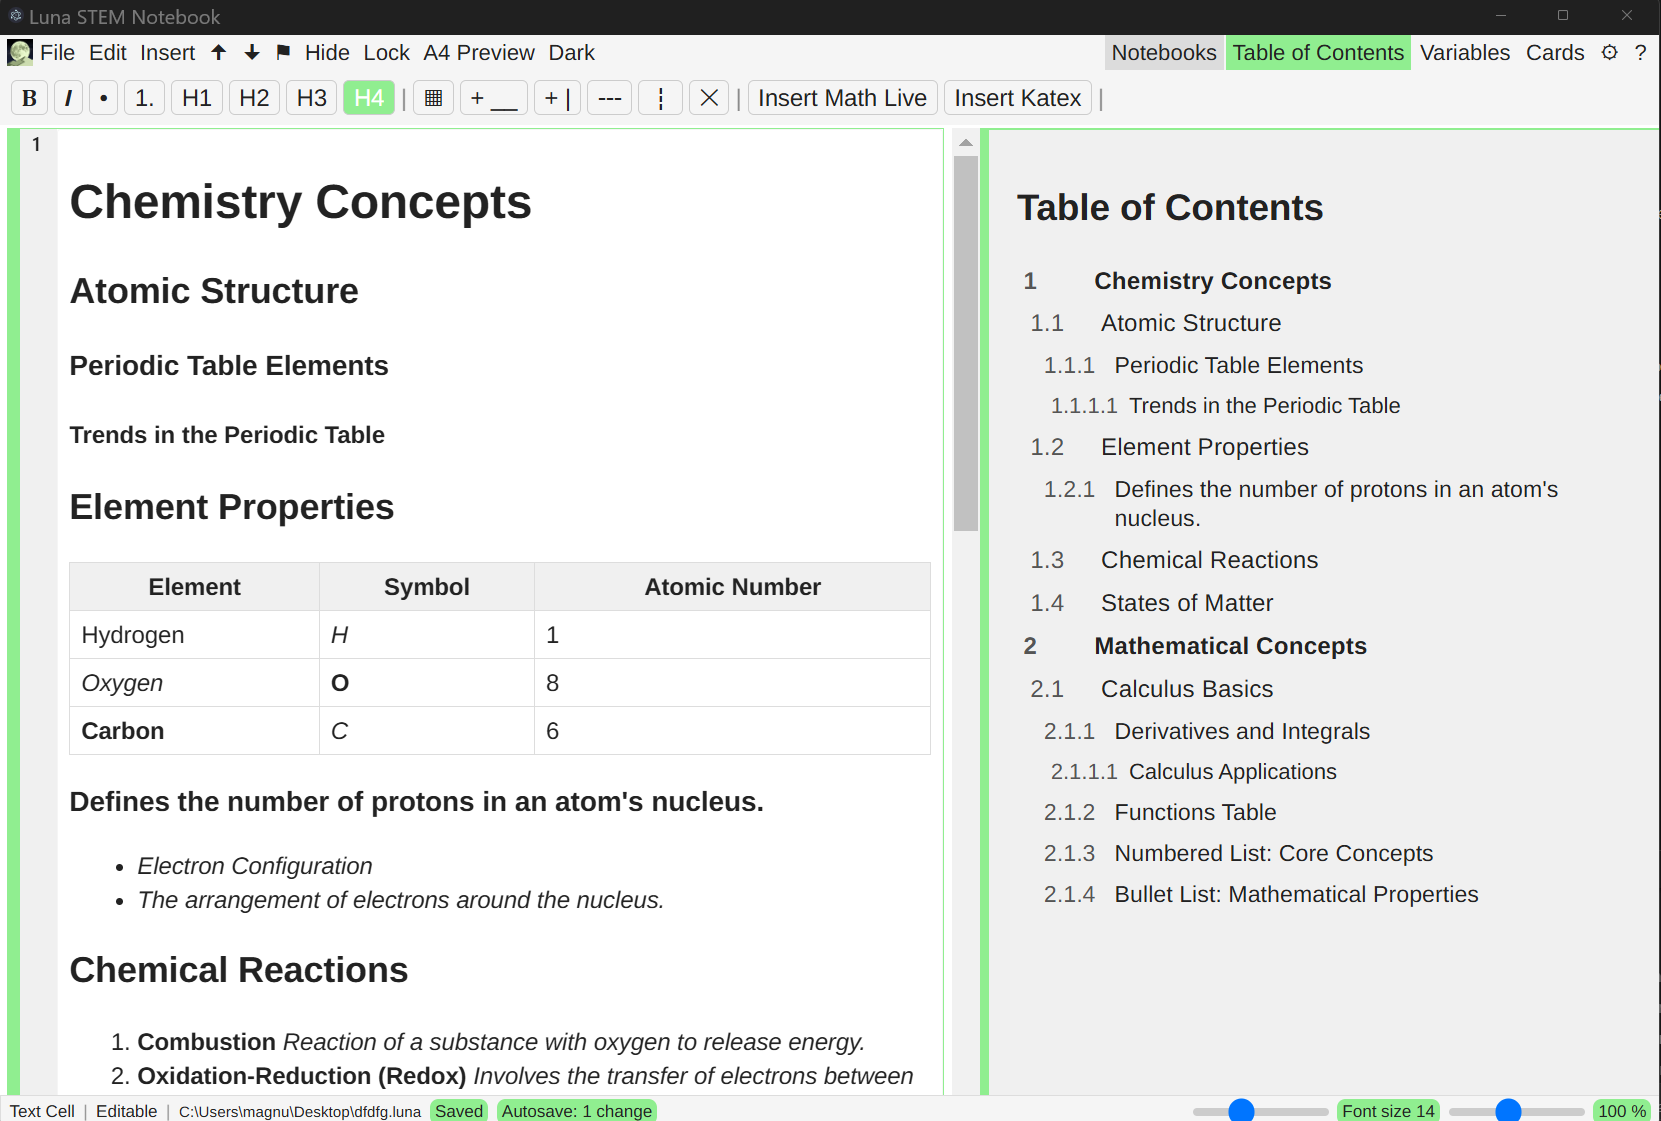 Luna STEM Notebook
File Edit Insert Hide Lock A4 Preview Dark Notebooks Table of Contents Variables Cards ?
B I • 1. H1 H2 H3 H4 | + __ + | --- | Insert Math Live Insert Katex |
1
Chemistry Concepts
Atomic Structure
Periodic Table Elements
Trends in the Periodic Table
Element Properties
Element Symbol Atomic Number
Hydrogen H 1
Oxygen O 8
Carbon C 6
Defines the number of protons in an atom's nucleus.
• Electron Configuration
• The arrangement of electrons around the nucleus.
Chemical Reactions
1. Combustion Reaction of a substance with oxygen to release energy.
2. Oxidation-Reduction (Redox) Involves the transfer of electrons between
Table of Contents
1 Chemistry Concepts
1.1 Atomic Structure
1.1.1 Periodic Table Elements
1.1.1.1 Trends in the Periodic Table
1.2 Element Properties
1.2.1 Defines the number of protons in an atom's
nucleus.
1.3 Chemical Reactions
1.4 States of Matter
2 Mathematical Concepts
2.1 Calculus Basics
2.1.1 Derivatives and Integrals
2.1.1.1 Calculus Applications
2.1.2 Functions Table
2.1.3 Numbered List: Core Concepts
2.1.4 Bullet List: Mathematical Properties
Text Cell | Editable | C:\Users\magnu\Desktop\dfdfg.luna Saved Autosave: 1 change Font size 14 100 %